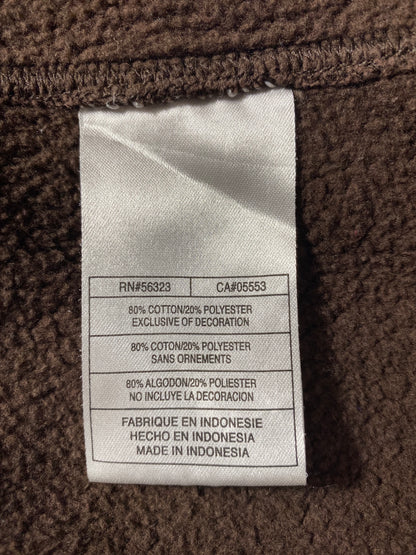 RN#56323 CA#05553
80% COTTON/20% POLYESTER
EXCLUSIVE OF DECORATION
80% COTON/20% POLYESTER
SANS ORNEMENTS
80% ALGODON/20% POLIESTER
NO INCLUYE LA DECORACION
FABRIQUE EN INDONESIE
HECHO EN INDONESIA
MADE IN INDONESIA